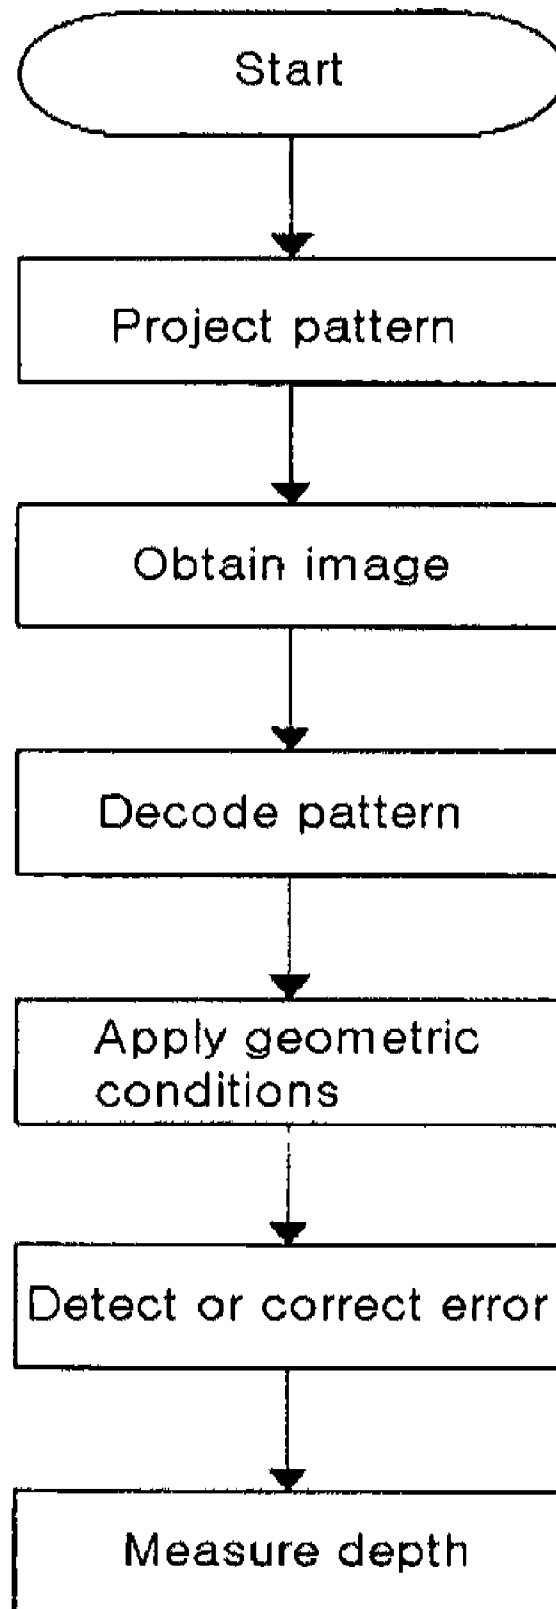 Start
Project pattern
Obtain image
Decode pattern
Apply geometric
conditions
Detect or correct error
Measure depth